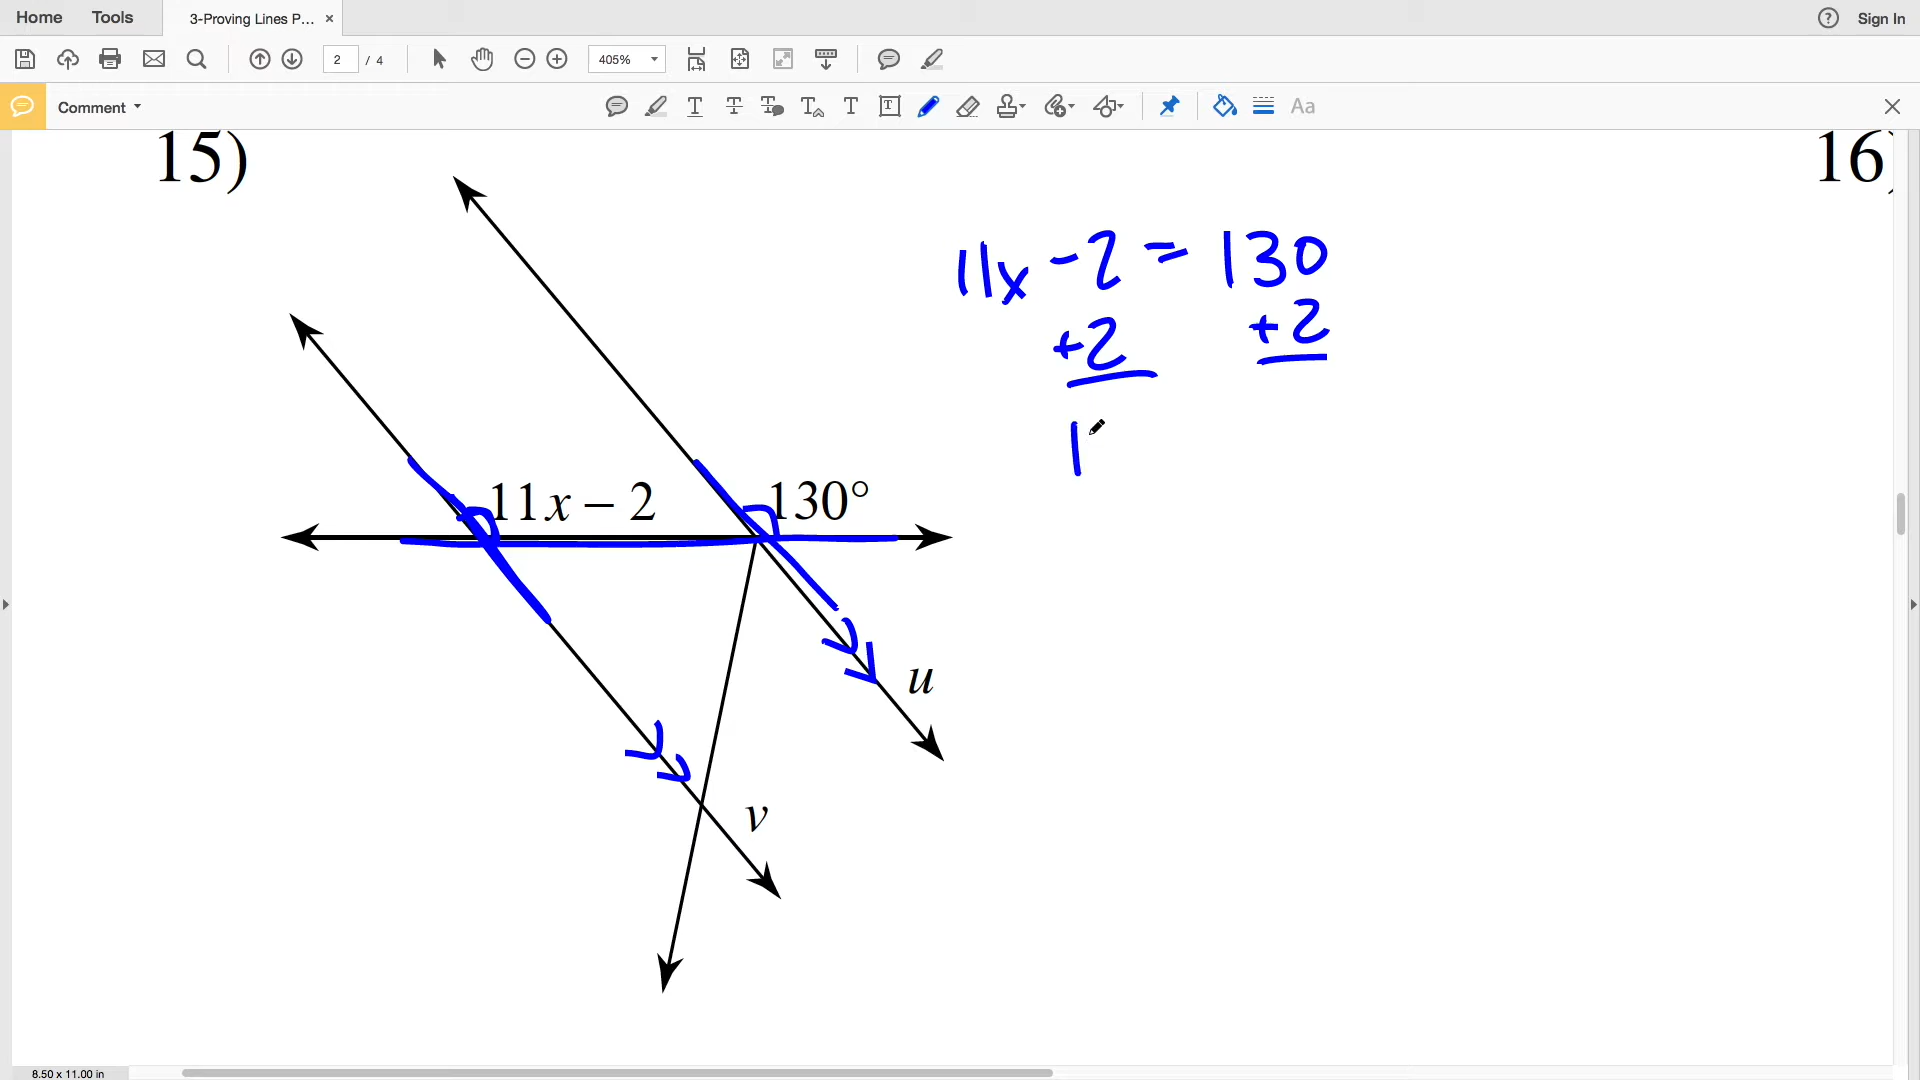 Home Tools 3-Proving Lines P... × ? Sign In
2 / 4 405%
Comment T T T T T T Aa
15) 16)
11x - 2 = 130
+2 +2
1
11x − 2 130°
u
v
8.50 x 11.00 in